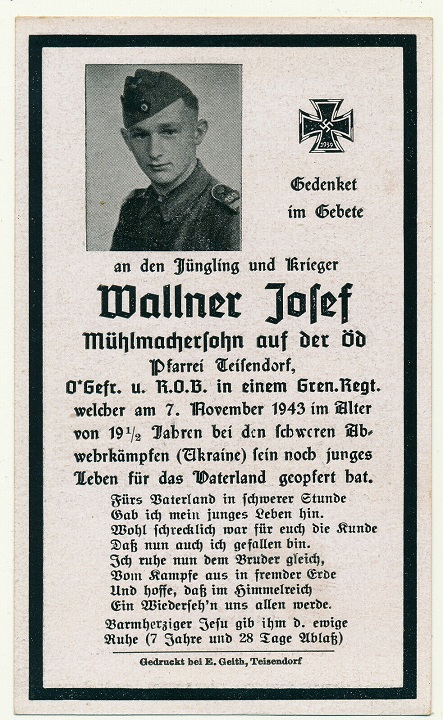 1939
Gedenket
im Gebete
an den Jüngling und Krieger
Wallner Josef
Mühlmachersohn auf der Öd
Pfarrei Teisendorf,
O'Gefr. u. R.O.B. in einem Gren.Regt.
welcher am 7. November 1943 im Alter
von 19 1/2 Jahren bei den schweren Ab-
wehrkämpfen (Ukraine) sein noch junges
Leben für das Vaterland geopfert hat.
Fürs Vaterland in schwerer Stunde
Gab ich mein junges Leben hin.
Wohl schrecklich war für euch die Kunde
Daß nun auch ich gefallen bin.
Ich ruhe nun dem Bruder gleich,
Vom Kampfe aus in fremder Erde
Und hoffe, daß im Himmelreich
Ein Wiederseh'n uns allen werde.
Barmherziger Jesu gib ihm d. ewige
Ruhe (7 Jahre und 28 Tage Ablaß)
Gedruckt bei E. Geith, Teisendorf